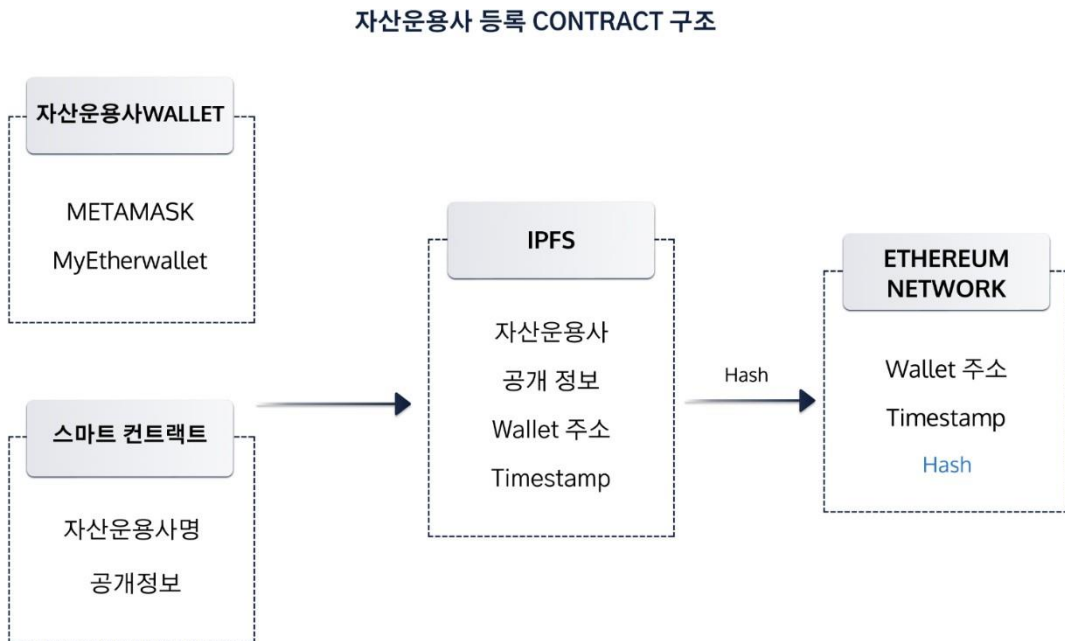 자산운용사 등록 CONTRACT 구조
자산운용사WALLET
METAMASK
MyEtherwallet
스마트 컨트랙트
자산운용사명
공개정보
IPFS
자산운용사
공개 정보
Wallet 주소
Timestamp
Hash
ETHEREUM
NETWORK
Wallet 주소
Timestamp
Hash